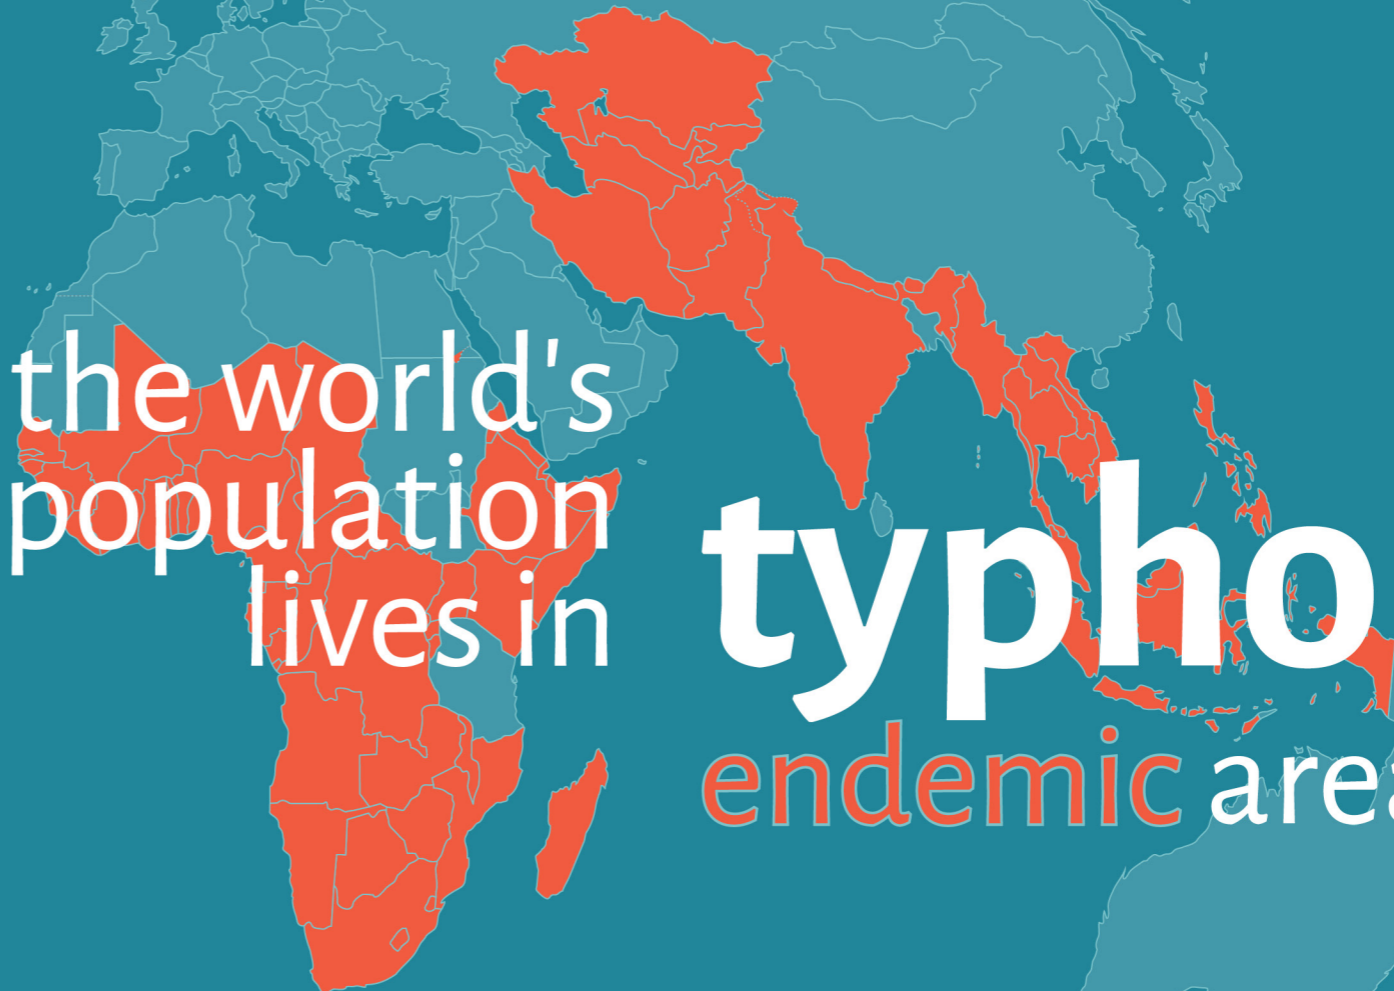 the world's
population
lives in
typho
endemic area